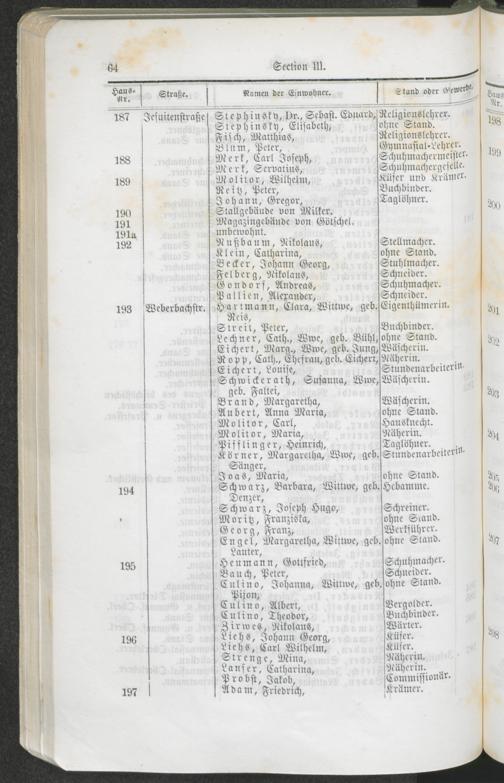 64 Section III.
Haus-Nr. Straße. Namen der Einwohner. Stand oder Gewerbe.
187 Jesuitenstraße Stephinsky, Dr., Sebast. Eduard, Religionslehrer.
Stephinsky, Elisabeth, ohne Stand.
Fisch, Matthias, Religionslehrer.
Blum, Peter, Gymnasial-Lehrer.
188 Merk, Carl Joseph, Schuhmachermeister.
Merk, Servatius, Schuhmachergeselle.
189 Molitor, Wilhelm, Küfer und Krämer.
Reitz, Peter, Buchbinder.
Johann, Gregor, Taglöhner.
190 Stallgebäude von Milker.
191 Magazingebäude von Götschel.
191a unbewohnt.
192 Nußbaum, Nikolaus, Stellmacher.
Klein, Catharina, ohne Stand.
Becker, Johann Georg, Stuhlmacher.
Felberg, Nikolaus, Schneider.
Gondorf, Andreas, Schuhmacher.
Pallien, Alexander, Schneider.
193 Weberbachstr. Hartmann, Clara, Wittwe, geb. Eigenthümerin.
Reis,
Streit, Peter, Buchbinder.
Lechner, Cath., Wwe, geb. Bühl, ohne Stand.
Eichert, Marg., Wwe, geb. Jung, Wäscherin.
Ropp, Cath., Ehefrau, geb. Eichert, Näherin.
Eichert, Louise, Stundenarbeiterin.
Schwickerath, Susanna, Wwe, Wäscherin.
geb. Faltei,
Brand, Margaretha, Wäscherin.
Aubert, Anna Maria, ohne Stand.
Molitor, Carl, Hausknecht.
Molitor, Maria, Näherin.
Pifflinger, Heinrich, Taglöhner.
Körner, Margaretha, Wwe, geb. Stundenarbeiterin.
Sänger,
Joas, Maria, ohne Stand.
194 Schwarz, Barbara, Wittwe, geb. Hebamme.
Denzer,
Schwarz, Joseph Hugo, Schreiner.
Moritz, Franziska, ohne Stand.
Georg, Franz, Werkführer.
Engel, Margaretha, Wittwe, geb. ohne Stand.
Lauter,
195 Heumann, Gottfried, Schuhmacher.
Bauch, Peter, Schneider.
Culino, Johanna, Wittwe, geb. ohne Stand.
Pijon,
Culino, Albert, Vergolder.
Culino, Theodor, Buchbinder.
Zirwes, Nikolaus, Wärter.
196 Liehs, Johann Georg, Küfer.
Liehs, Carl Wilhelm, Küfer.
Strenge, Mina, Näherin.
Laufer, Catharina, Näherin.
Probst, Jakob, Commissionär.
197 Adam, Friedrich, Krämer.